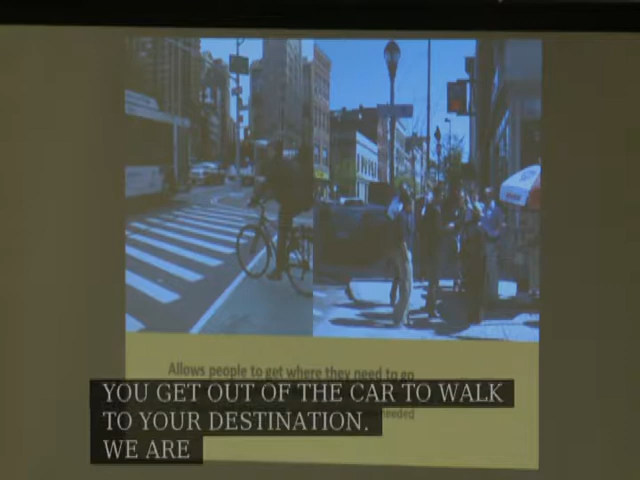 Allows people to get where they need to go
needed
YOU GET OUT OF THE CAR TO WALK
TO YOUR DESTINATION.
WE ARE